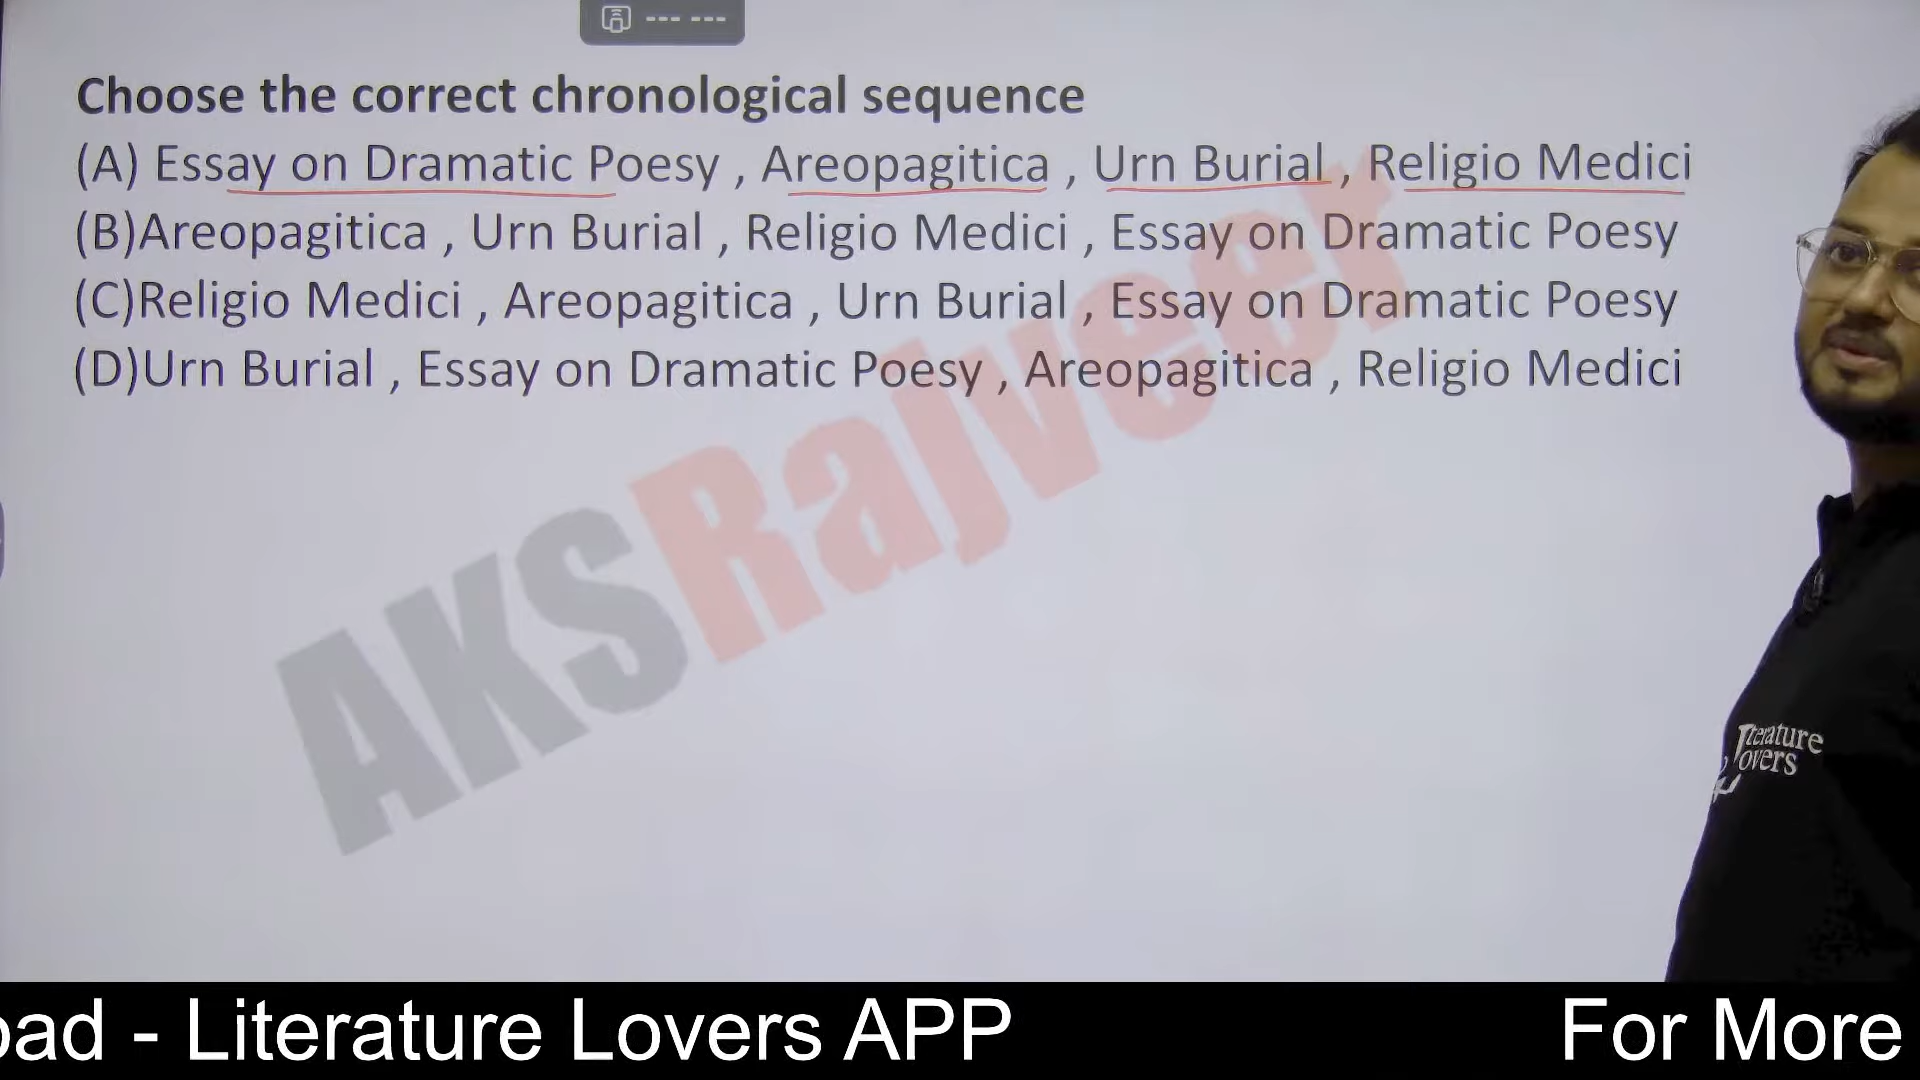 Choose the correct chronological sequence
(A) Essay on Dramatic Poesy , Areopagitica , Urn Burial , Religio Medici
(B)Areopagitica , Urn Burial , Religio Medici , Essay on Dramatic Poesy
(C)Religio Medici , Areopagitica , Urn Burial , Essay on Dramatic Poesy
(D)Urn Burial , Essay on Dramatic Poesy , Areopagitica , Religio Medici
AKSRajveer
Literature
Lovers
oad - Literature Lovers APP For More